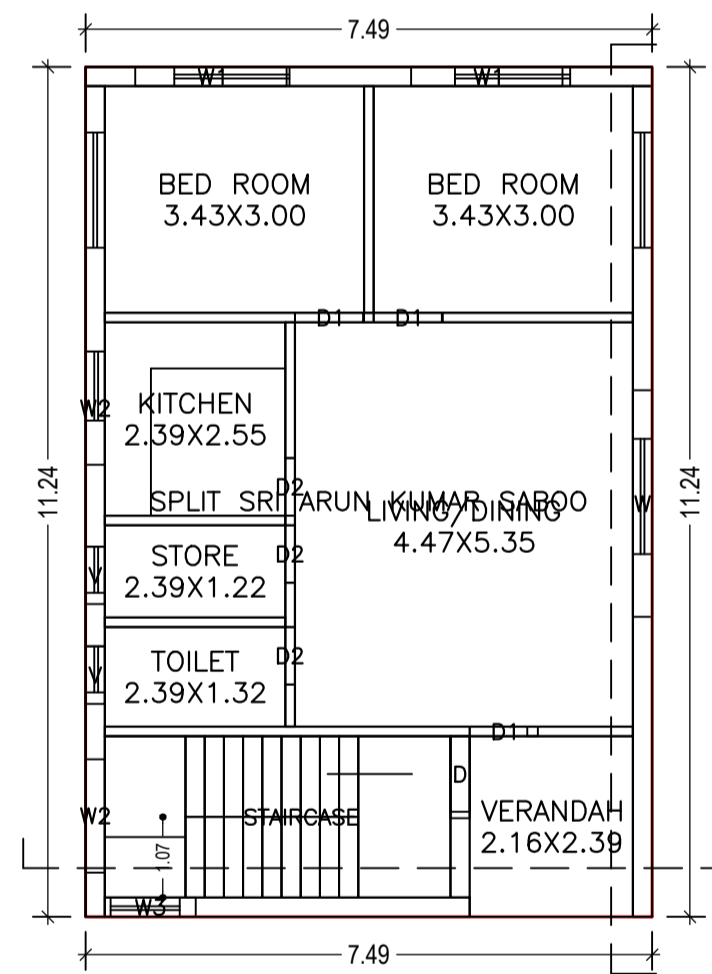 7.49
W1
W1
BED ROOM
3.43X3.00
BED ROOM
3.43X3.00
D1
D1
W2
KITCHEN
2.39X2.55
11.24
11.24
D2
SPLIT SRI ARUN KUMAR SABOO
W
LIVING/DINING
4.47X5.35
STORE
2.39X1.22
D2
V
TOILET
2.39X1.32
D2
V
D1
D
W2
STAIRCASE
VERANDAH
2.16X2.39
1.07
W3
7.49